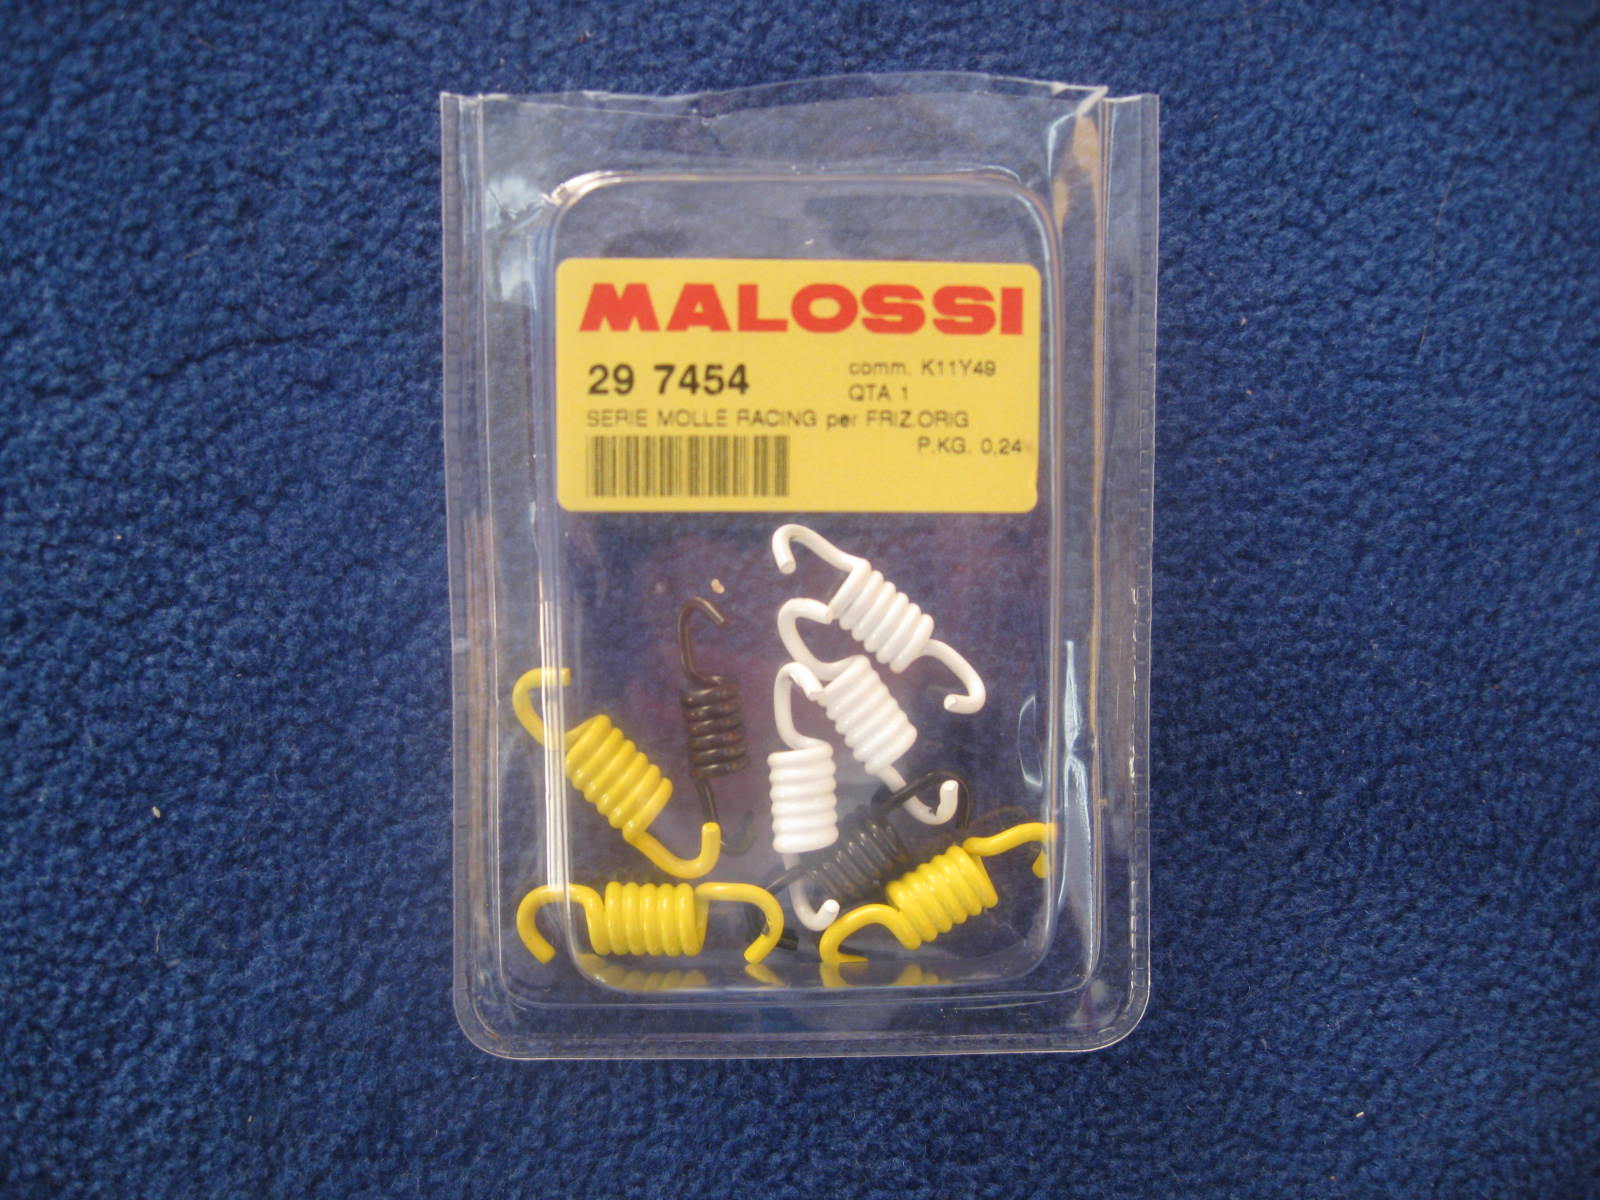 MALOSSI
29 7454
comm. K11Y49
QTA 1
SERIE MOLLE RACING per FRIZ.ORIG
P.KG. 0,24